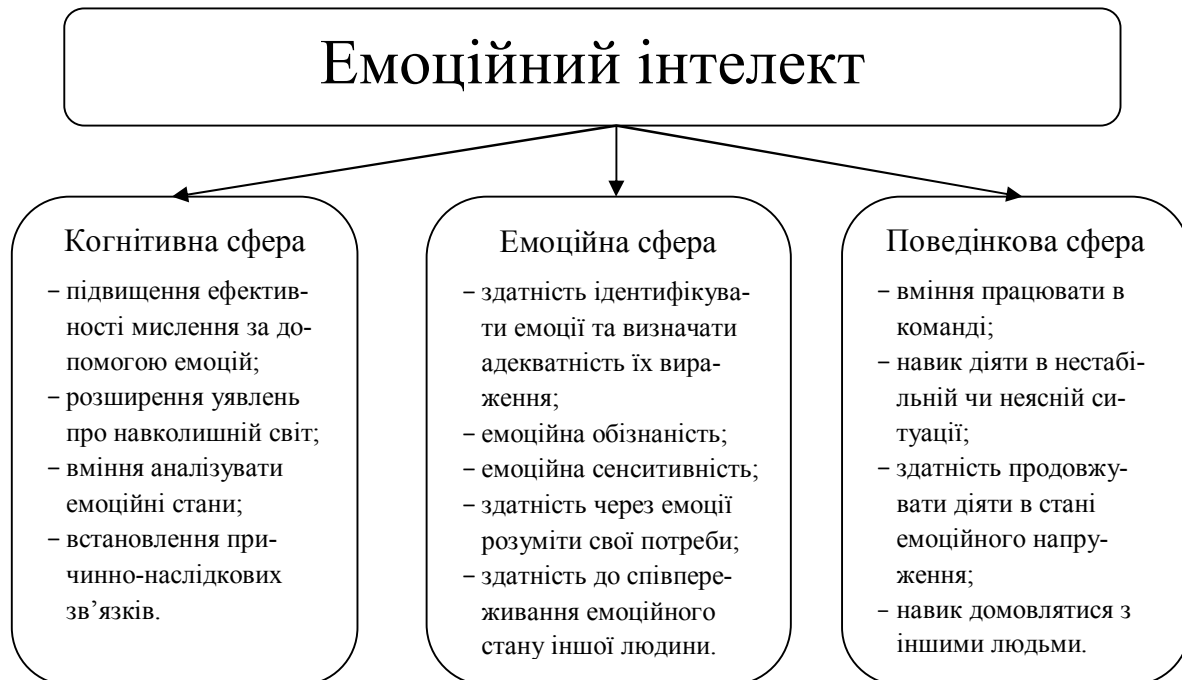 Емоційний інтелект
Когнітивна сфера
– підвищення ефектив-
ності мислення за до-
помогою емоцій;
– розширення уявлень
про навколишній світ;
– вміння аналізувати
емоційні стани;
– встановлення при-
чинно-наслідкових
зв’язків.
Емоційна сфера
– здатність ідентифікува-
ти емоції та визначати
адекватність їх вира-
ження;
– емоційна обізнаність;
– емоційна сенситивність;
– здатність через емоції
розуміти свої потреби;
– здатність до співпере-
живання емоційного
стану іншої людини.
Поведінкова сфера
– вміння працювати в
команді;
– навик діяти в нестабі-
льній чи неясній си-
туації;
– здатність продовжу-
вати діяти в стані
емоційного напру-
ження;
– навик домовлятися з
іншими людьми.